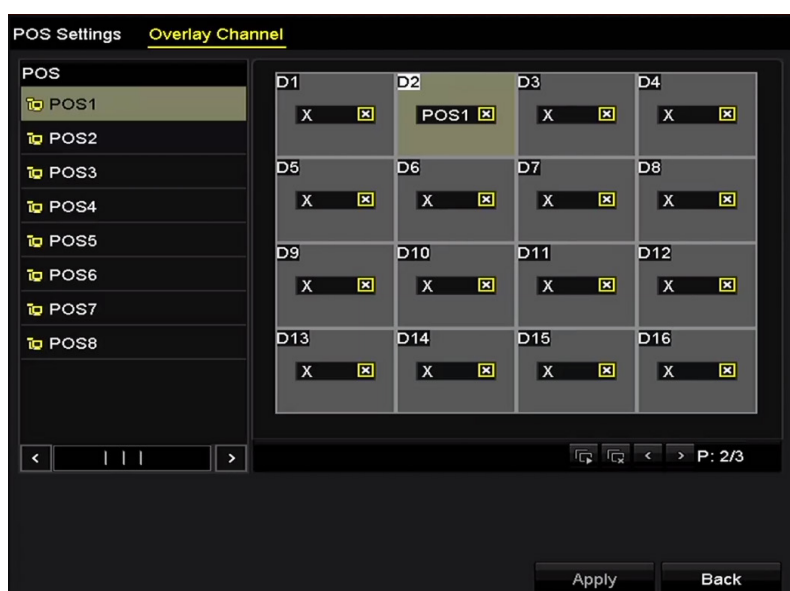 POS Settings Overlay Channel
POS
POS1
POS2
POS3
POS4
POS5
POS6
POS7
POS8
D1 D2 D3 D4
X POS1 X X
D5 D6 D7 D8
X X X X
D9 D10 D11 D12
X X X X
D13 D14 D15 D16
X X X X
< > < > P: 2/3
Apply Back